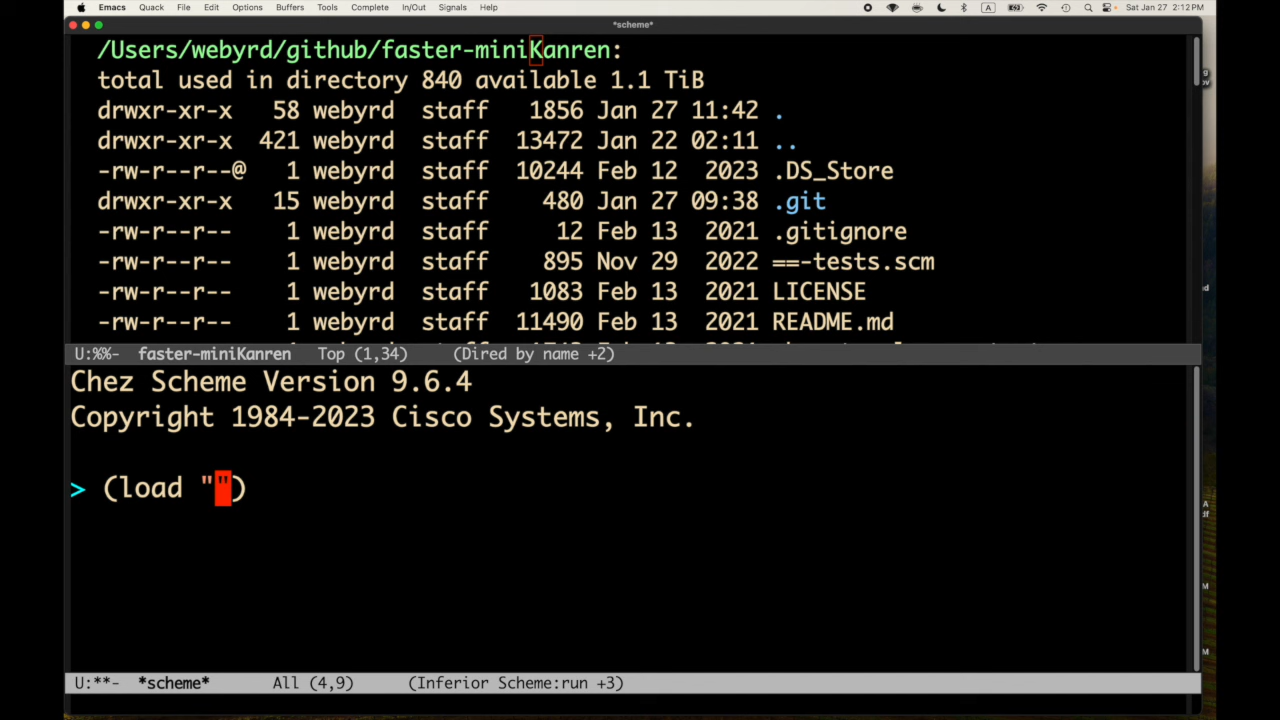 Emacs Quack File Edit Options Buffers Tools Complete In/Out Signals Help Sat Jan 27 2:12 PM
*scheme*
/Users/webyrd/github/faster-miniKanren:
total used in directory 840 available 1.1 TiB
drwxr-xr-x 58 webyrd staff 1856 Jan 27 11:42 .
drwxr-xr-x 421 webyrd staff 13472 Jan 22 02:11 ..
-rw-r--r--@ 1 webyrd staff 10244 Feb 12 2023 .DS_Store
drwxr-xr-x 15 webyrd staff 480 Jan 27 09:38 .git
-rw-r--r-- 1 webyrd staff 12 Feb 13 2021 .gitignore
-rw-r--r-- 1 webyrd staff 895 Nov 29 2022 ==-tests.scm
-rw-r--r-- 1 webyrd staff 1083 Feb 13 2021 LICENSE
-rw-r--r-- 1 webyrd staff 11490 Feb 13 2021 README.md
U:%%- faster-miniKanren Top (1,34) (Dired by name +2)
Chez Scheme Version 9.6.4
Copyright 1984-2023 Cisco Systems, Inc.
> (load "")
U:**- *scheme* All (4,9) (Inferior Scheme:run +3)